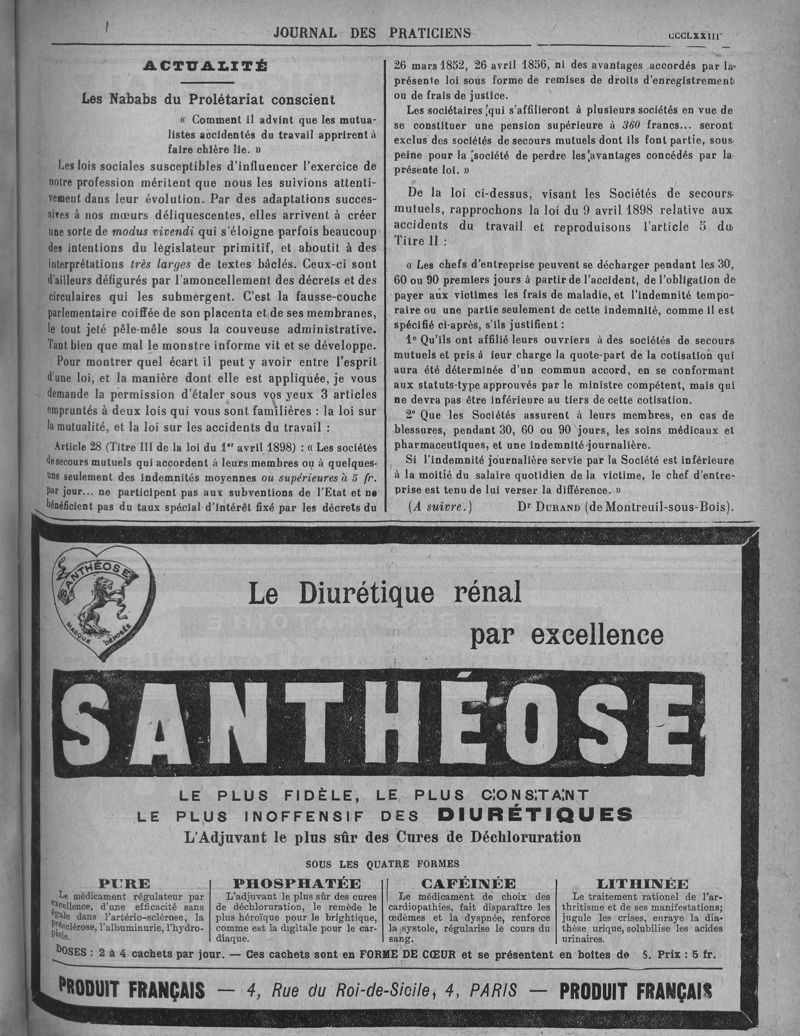 JOURNAL DES PRATICIENS
CCCLXXIII
ACTUALITÉ
Les Nababs du Prolétariat conscient
« Comment il advint que les mutua-
listes accidentés du travail apprirent à
faire chière lie. »
Les lois sociales susceptibles d'influencer l'exercice de
notre profession méritent que nous les suivions attenti-
vement dans leur évolution. Par des adaptations succes-
sives à nos mœurs déliquescentes, elles arrivent à créer
une sorte de modus vivendi qui s'éloigne parfois beaucoup
des intentions du législateur primitif, et aboutit à des
interprétations très larges de textes bâclés. Ceux-ci sont
d'ailleurs défigurés par l'amoncellement des décrets et des
circulaires qui les submergent. C'est la fausse-couche
parlementaire coiffée de son placenta et de ses membranes,
le tout jeté pêle-mêle sous la couveuse administrative.
Tant bien que mal le monstre informe vit et se développe.
Pour montrer quel écart il peut y avoir entre l'esprit
d'une loi, et la manière dont elle est appliquée, je vous
demande la permission d'étaler sous vos yeux 3 articles
empruntés à deux lois qui vous sont familières : la loi sur
la mutualité, et la loi sur les accidents du travail :
Article 28 (Titre III de la loi du 1er avril 1898) : « Les sociétés
de secours mutuels qui accordent à leurs membres ou à quelques-
uns seulement des indemnités moyennes ou supérieures à 5 fr.
par jour... ne participent pas aux subventions de l'Etat et ne
bénéficient pas du taux spécial d'intérêt fixé par les décrets du
26 mars 1852, 26 avril 1856, ni des avantages accordés par la
présente loi sous forme de remises de droits d'enregistrement
ou de frais de justice.
Les sociétaires qui s'affilieront à plusieurs sociétés en vue de
se constituer une pension supérieure à 360 francs... seront
exclus des sociétés de secours mutuels dont ils font partie, sous
peine pour la société de perdre les avantages concédés par la
présente loi. »
De la loi ci-dessus, visant les Sociétés de secours
mutuels, rapprochons la loi du 9 avril 1898 relative aux
accidents du travail et reproduisons l'article 5 du
Titre II :
« Les chefs d'entreprise peuvent se décharger pendant les 30,
60 ou 90 premiers jours à partir de l'accident, de l'obligation de
payer aux victimes les frais de maladie, et l'indemnité tempo-
raire ou une partie seulement de cette indemnité, comme il est
spécifié ci-après, s'ils justifient :
1e Qu'ils ont affilié leurs ouvriers à des sociétés de secours
mutuels et pris à leur charge la quote-part de la cotisation qui
aura été déterminée d'un commun accord, en se conformant
aux statuts-type approuvés par le ministre compétent, mais qui
ne devra pas être inférieure au tiers de cette cotisation.
2° Que les Sociétés assurent à leurs membres, en cas de
blessures, pendant 30, 60 ou 90 jours, les soins médicaux et
pharmaceutiques, et une indemnité journalière.
Si l'indemnité journalière servie par la Société est inférieure
à la moitié du salaire quotidien de la victime, le chef d'entre-
prise est tenu de lui verser la différence. »
(A suivre.) Dr DURAND (de Montreuil-sous-Bois).
SANTHÉOSE
MARQUE DÉPOSÉE
Le Diurétique rénal
par excellence
SANTHÉOSE
LE PLUS FIDÈLE, LE PLUS CONSTANT
LE PLUS INOFFENSIF DES DIURÉTIQUES
L'Adjuvant le plus sûr des Cures de Déchloruration
SOUS LES QUATRE FORMES
PURE
Le médicament régulateur par
excellence, d'une efficacité sans
égale dans l'artério-sclérose, la
présclérose, l'albuminurie, l'hydro-
pisie.
PHOSPHATÉE
L'adjuvant le plus sûr des cures
de déchloruration, le remède le
plus héroïque pour le brightique,
comme est la digitale pour le car-
diaque.
CAFÉINÉE
Le médicament de choix des
cardiopathies, fait disparaître les
œdèmes et la dyspnée, renforce
la systole, régularise le cours du
sang.
LITHINÉE
Le traitement rationel de l'ar-
thritisme et de ses manifestations;
jugule les crises, enraye la dia-
thèse urique, solubilise les acides
urinaires.
DOSES : 2 à 4 cachets par jour. — Ces cachets sont en FORME DE CŒUR et se présentent en boîtes de Prix : 5 fr.
PRODUIT FRANÇAIS — 4, Rue du Roi-de-Sicile, 4, PARIS — PRODUIT FRANÇAIS